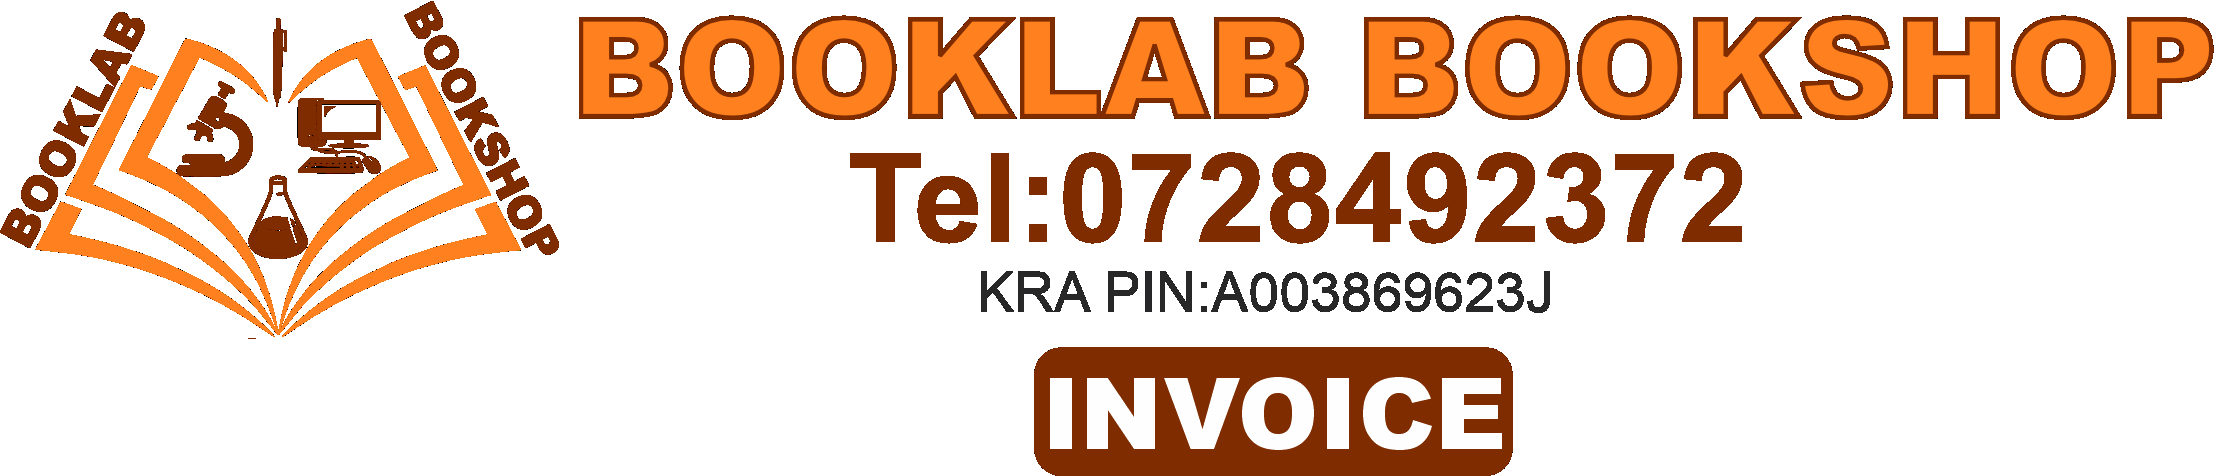 BOOKLAB
BOOKSHOP
BOOKLAB BOOKSHOP
Tel:0728492372
KRA PIN:A003869623J
INVOICE